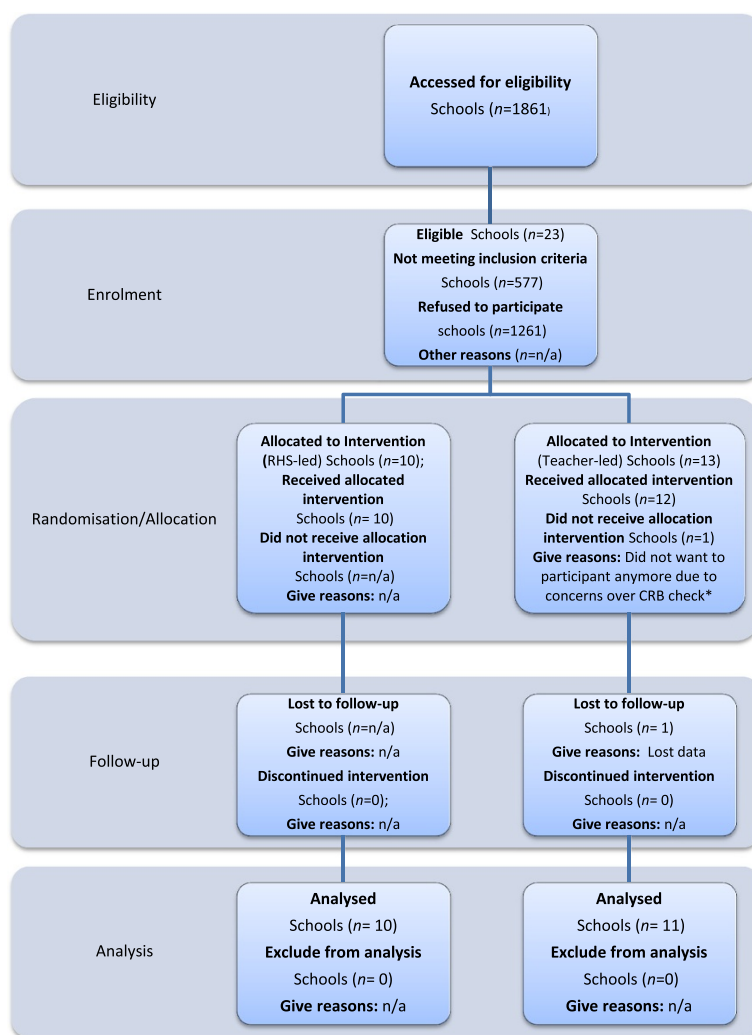 Eligibility
Accessed for eligibility
Schools (n=1861)
Enrolment
Eligible Schools (n=23)
Not meeting inclusion criteria
Schools (n=577)
Refused to participate
schools (n=1261)
Other reasons (n=n/a)
Randomisation/Allocation
Allocated to Intervention
(RHS-led) Schools (n=10);
Received allocated
intervention
Schools (n= 10)
Did not receive allocation
intervention
Schools (n=n/a)
Give reasons: n/a
Allocated to Intervention
(Teacher-led) Schools (n=13)
Received allocated intervention
Schools (n=12)
Did not receive allocation
intervention Schools (n=1)
Give reasons: Did not want to
participant anymore due to
concerns over CRB check*
Follow-up
Lost to follow-up
Schools (n=n/a)
Give reasons: n/a
Discontinued intervention
Schools (n=0);
Give reasons: n/a
Lost to follow-up
Schools (n= 1)
Give reasons: Lost data
Discontinued intervention
Schools (n= 0)
Give reasons: n/a
Analysis
Analysed
Schools (n= 10)
Exclude from analysis
Schools (n= 0)
Give reasons: n/a
Analysed
Schools (n= 11)
Exclude from analysis
Schools (n=0)
Give reasons: n/a